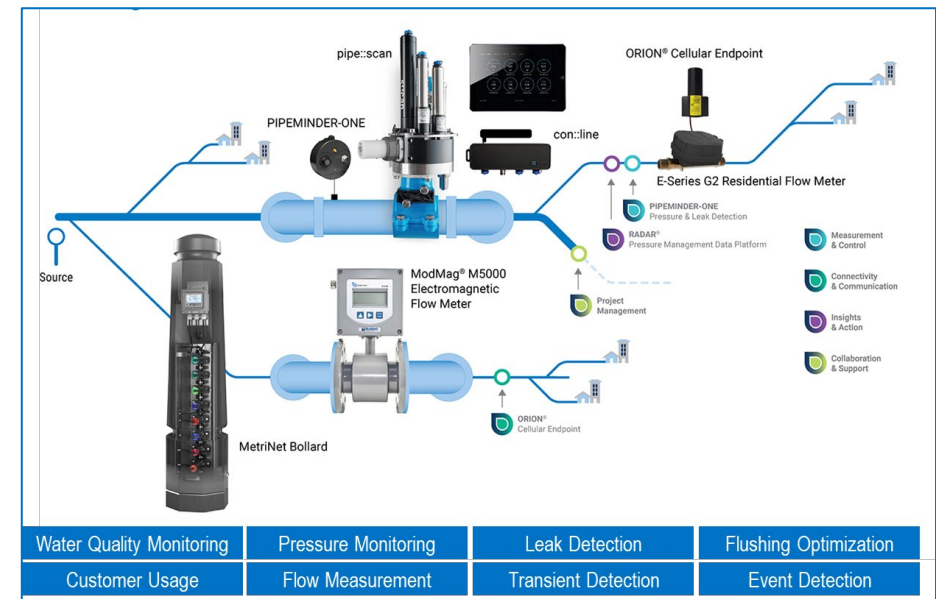 pipe::scan
ORION® Cellular Endpoint
PIPEMINDER-ONE
con::line
E-Series G2 Residential Flow Meter
PIPEMINDER-ONE
Pressure & Leak Detection
RADAR®
Pressure Management Data Platform
Measurement
& Control
Source
ModMag® M5000
Electromagnetic
Flow Meter
Connectivity
& Communication
Project
Management
Insights
& Action
Collaboration
& Support
ORION®
Cellular Endpoint
MetriNet Bollard
Water Quality Monitoring
Pressure Monitoring
Leak Detection
Flushing Optimization
Customer Usage
Flow Measurement
Transient Detection
Event Detection